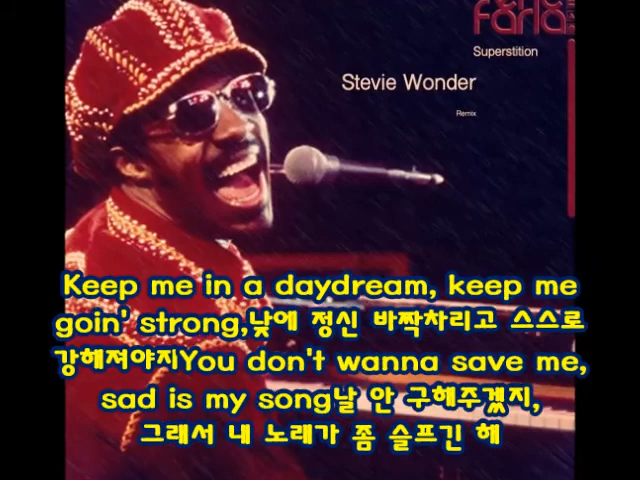 Farla
Superstition
Stevie Wonder
Remix
Keep me in a daydream, keep me
goin' strong,낮에 정신 바짝차리고 스스로
강해져야지You don't wanna save me,
sad is my song날 안 구해주겠지,
그래서 내 노래가 좀 슬프긴 해